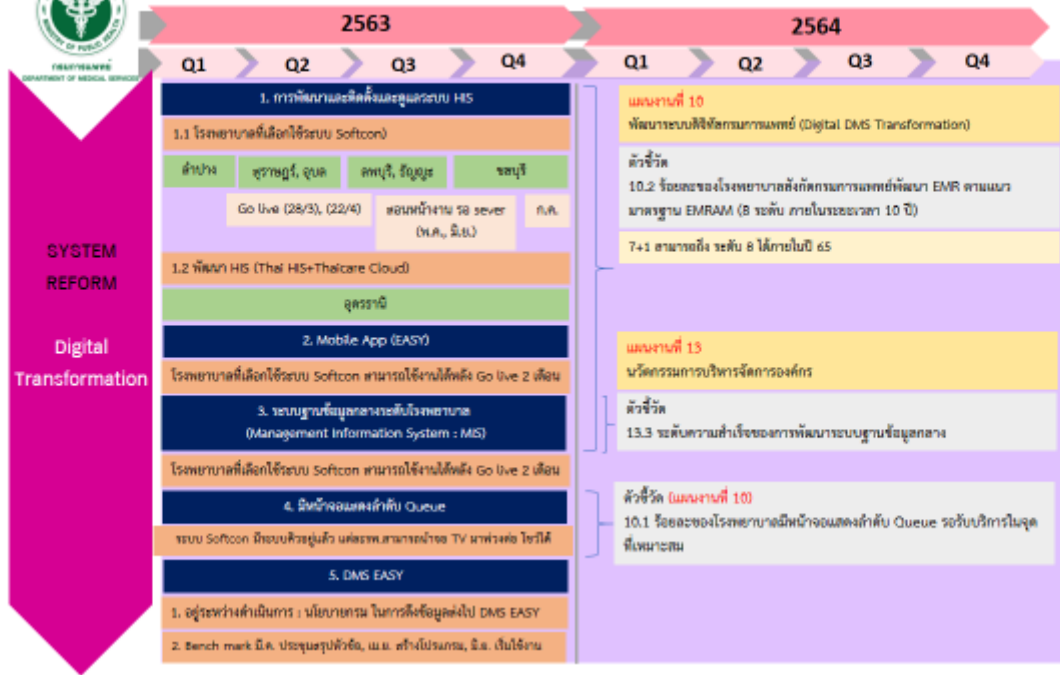 MINISTRY OF PUBLIC HEALTH
กรมการแพทย์
DEPARTMENT OF MEDICAL SERVICES
2563
2564
Q1 Q2 Q3 Q4
Q1 Q2 Q3 Q4
SYSTEM
REFORM
Digital
Transformation
1. การพัฒนาและติดตั้งและดูแลระบบ HIS
1.1 โรงพยาบาลที่เลือกใช้ระบบ Softcon)
ลำปาง
สุราษฎร์, อุบล
ลพบุรี, ธัญญะ
ชลบุรี
Go live (28/3), (22/4)
สอนหน้างาน รอ sever
(พ.ค., มิ.ย.)
ก.ค.
1.2 พัฒนา HIS (Thai HIS+Thaicare Cloud)
อุดรธานี
2. Mobile App (EASY)
โรงพยาบาลที่เลือกใช้ระบบ Softcon สามารถใช้งานได้หลัง Go live 2 เดือน
3. ระบบฐานข้อมูลกลางระดับโรงพยาบาล
(Management Information System : MIS)
โรงพยาบาลที่เลือกใช้ระบบ Softcon สามารถใช้งานได้หลัง Go live 2 เดือน
4. มีหน้าจอแสดงลำดับ Queue
ระบบ Softcon มีระบบคิวอยู่แล้ว แต่ละรพ.สามารถนำจอ TV มาพ่วงต่อ โชว์ได้
5. DMS EASY
1. อยู่ระหว่างดำเนินการ : นโยบายกรม ในการดึงข้อมูลส่งไป DMS EASY
2. Bench mark มี.ค. ประชุมสรุปหัวข้อ, เม.ย. สร้างโปรแกรม, มิ.ย. เริ่มใช้งาน
แผนงานที่ 10
พัฒนาระบบดิจิทัลกรมการแพทย์ (Digital DMS Transformation)
ตัวชี้วัด
10.2 ร้อยละของโรงพยาบาลสังกัดกรมการแพทย์พัฒนา EMR ตามแนว
มาตรฐาน EMRAM (8 ระดับ ภายในระยะเวลา 10 ปี)
7+1 สามารถถึง ระดับ 8 ได้ภายในปี 65
แผนงานที่ 13
นวัตกรรมการบริหารจัดการองค์กร
ตัวชี้วัด
13.3 ระดับความสำเร็จของการพัฒนาระบบฐานข้อมูลกลาง
ตัวชี้วัด (แผนงานที่ 10)
10.1 ร้อยละของโรงพยาบาลมีหน้าจอแสดงลำดับ Queue รอรับบริการในจุด
ที่เหมาะสม